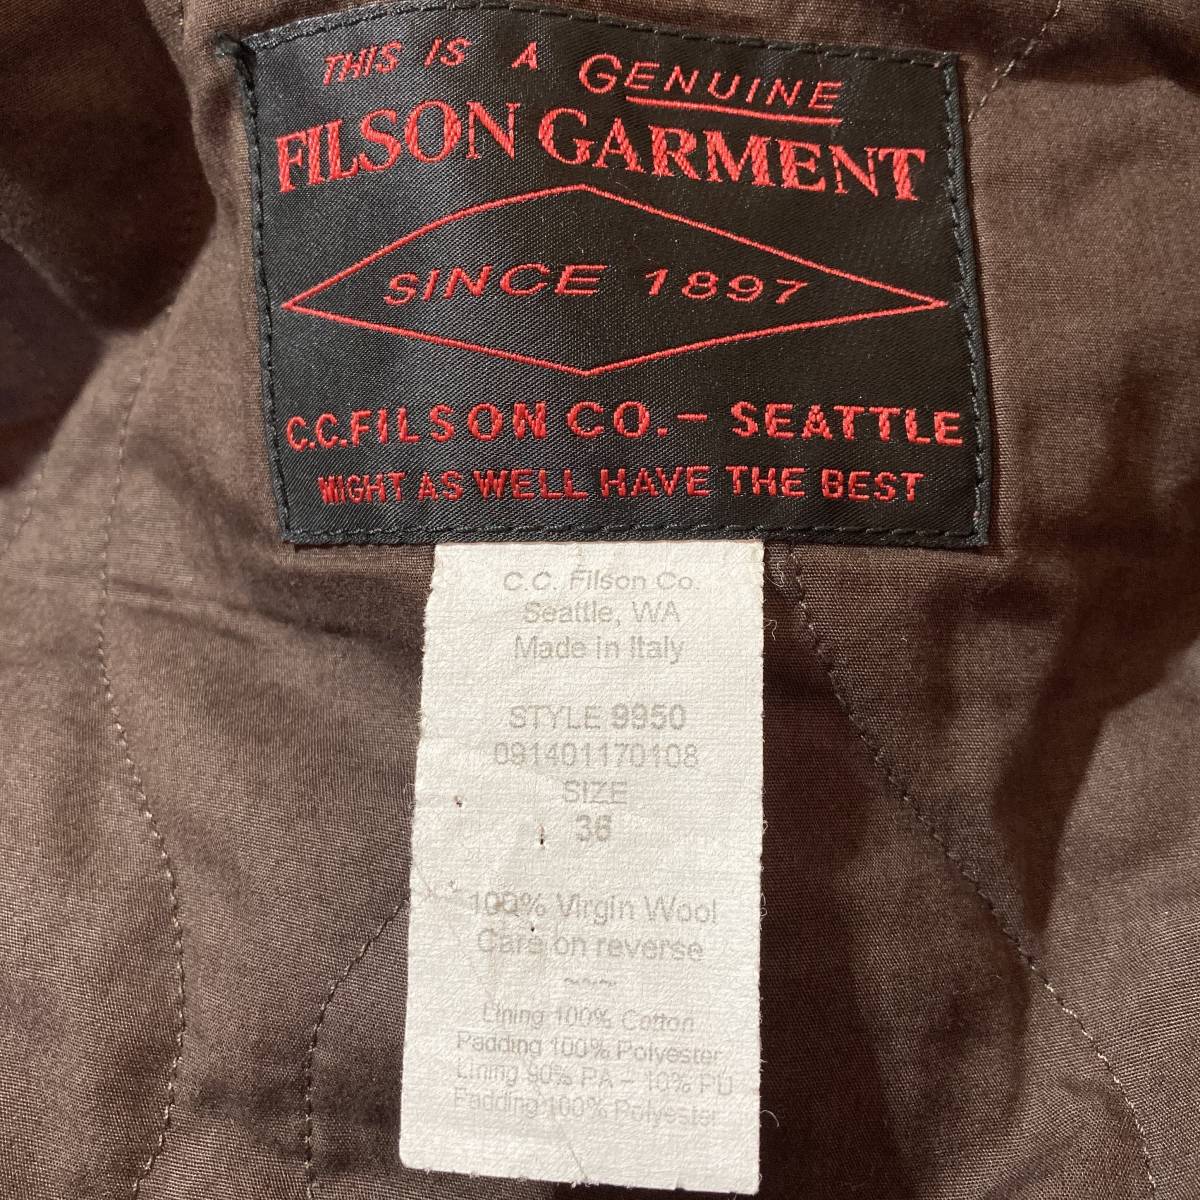 THIS IS A GENUINE
FILSON GARMENT
SINCE 1897
C.C.FILSON CO. - SEATTLE
MIGHT AS WELL HAVE THE BEST
C.C. Filson Co.
Seattle, WA
Made in Italy
STYLE 9950
091401170108
SIZE
36
100% Virgin Wool
Care on reverse
~~~
Lining 100% Cotton
Padding 100% Polyester
Lining 90% PA - 10% PU
Padding 100% Polyester